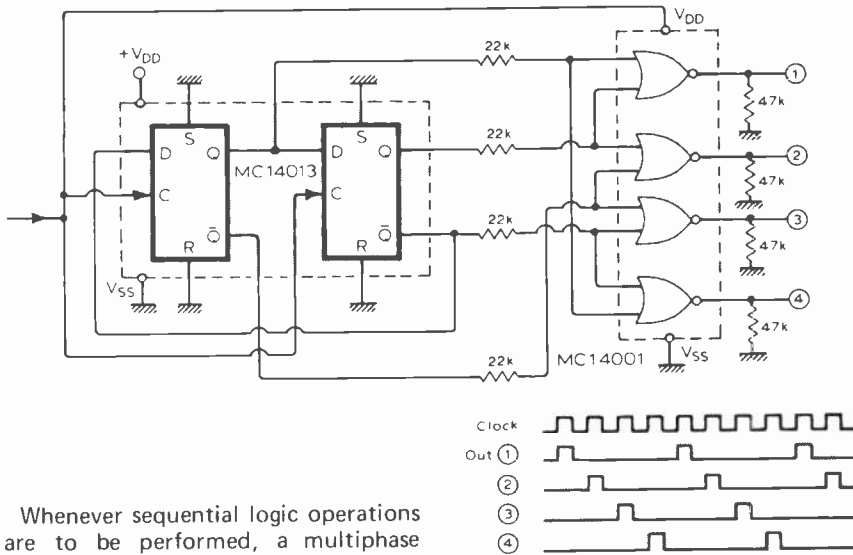 V_DD
+V_DD
22k
1
S
S
47k
D
Q
D
Q
22k
2
MC14013
C
C
47k
22k
3
Q̄
Q̄
R
R
47k
V_SS
4
47k
MC14001
V_SS
22k
Clock
Out 1
2
3
4
Whenever sequential logic operations
are to be performed, a multiphase